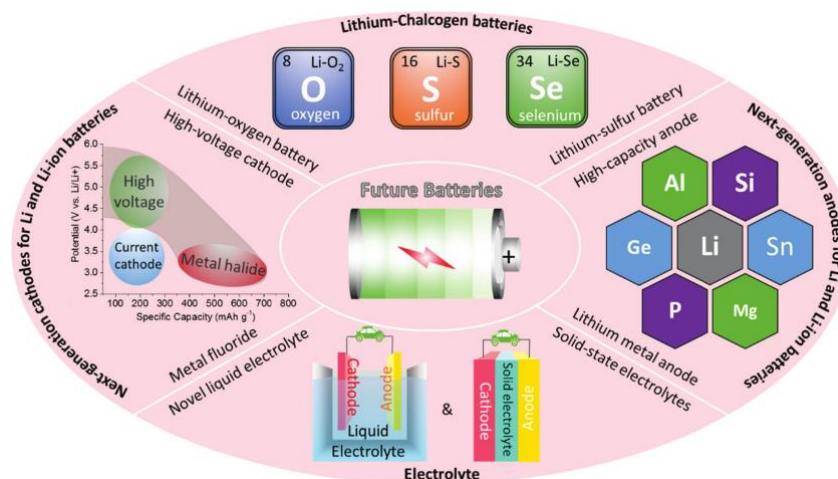 Lithium-Chalcogen batteries
8 Li-O₂
O
oxygen
16 Li-S
S
sulfur
34 Li-Se
Se
selenium
Next-generation cathodes for Li and Li-ion batteries
Lithium-oxygen battery
High-voltage cathode
Lithium-sulfur battery
High-capacity anode
Next-generation anodes for Li and Li-ion batteries
Potential (V vs. Li/Li+)
6.0
5.5
5.0
4.5
4.0
3.5
3.0
2.5
High
voltage
Current
cathode
Metal halide
100 200 300 400 500 600 700 800
Specific Capacity (mAh g⁻¹)
Future Batteries
+
Al
Si
Ge
Li
Sn
P
Mg
Metal fluoride
Novel liquid electrolyte
Lithium metal anode
Solid-state electrolytes
Cathode
Anode
Liquid
Electrolyte
&
Cathode
Solid electrolyte
Anode
Electrolyte